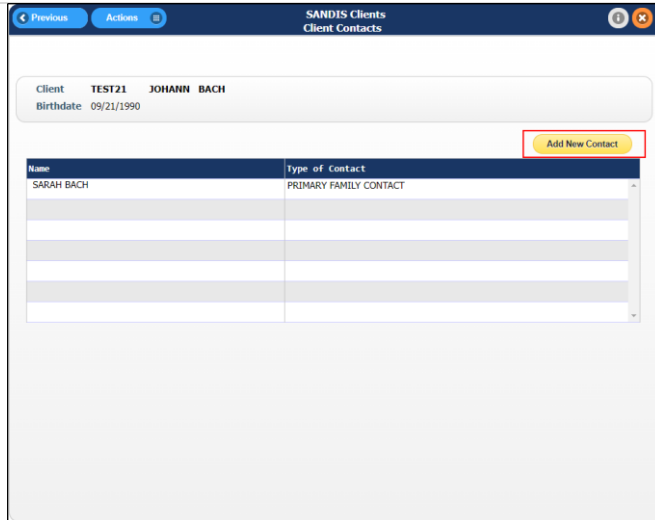 Previous
Actions
SANDIS Clients
Client Contacts
Client TEST21 JOHANN BACH
Birthdate 09/21/1990
Add New Contact
Name Type of Contact
SARAH BACH PRIMARY FAMILY CONTACT